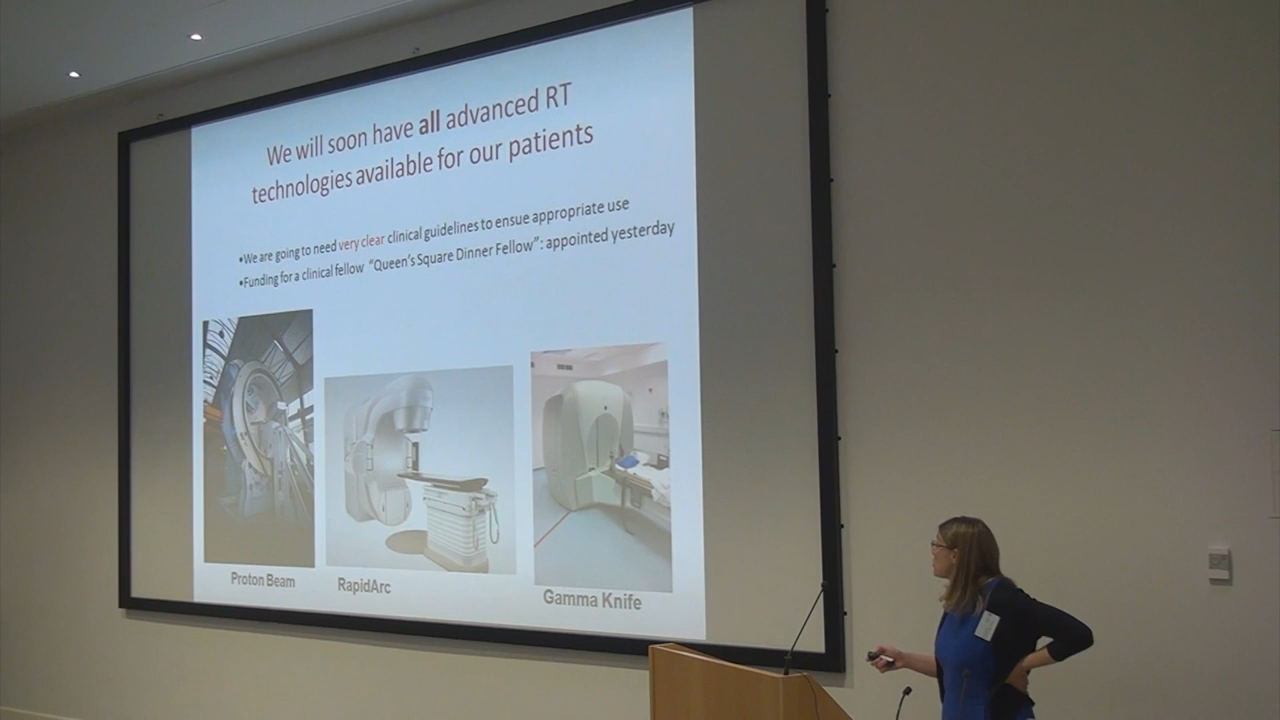 We will soon have all advanced RT
technologies available for our patients
•We are going to need very clear clinical guidelines to ensue appropriate use
•Funding for a clinical fellow “Queen’s Square Dinner Fellow”: appointed yesterday
Proton Beam
RapidArc
Gamma Knife